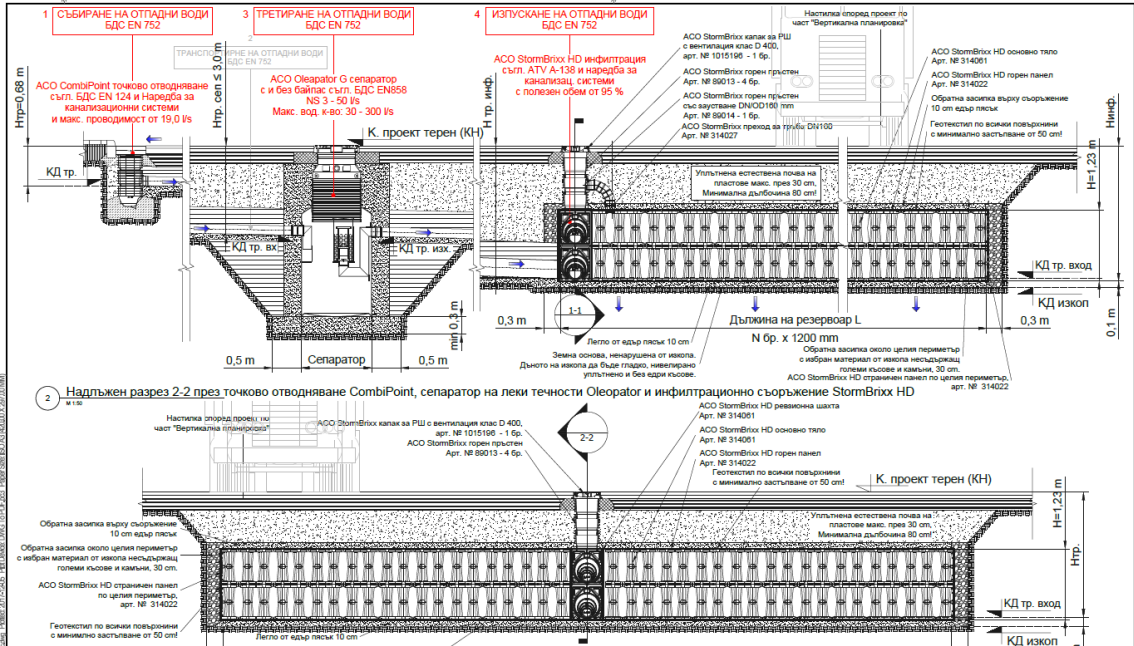 1 СЪБИРАНЕ НА ОТПАДНИ ВОДИ
БДС EN 752
3 ТРЕТИРАНЕ НА ОТПАДНИ ВОДИ
БДС EN 752
4 ИЗПУСКАНЕ НА ОТПАДНИ ВОДИ
БДС EN 752
2
ТРАНСПОРТИРНЕ НА ОТПАДНИ ВОДИ
БДС EN 752
ACO CombiPoint точково отводняване
съгл. БДС EN 124 и Наредба за
канализационни системи
и макс. проводимост от 19,0 l/s
ACO Oleapator G сепаратор
с и без байпас съгл. БДС EN858
NS 3 - 50 l/s
Макс. вод. к-во: 30 - 300 l/s
ACO StormBrixx HD инфилтрация
съгл. ATV A-138 и наредба за
канализац. системи
с полезен обем от 95 %
Hтр=0,68 m
Hтр. сеп ≤ 3,0 m
H тр. инф.
К. проект терен (КН)
КД тр.
КД тр. вх
КД тр. изх.
ACO StormBrixx капак за РШ
с вентилация клас D 400,
арт. № 1015196 - 1 бр.
ACO StormBrixx горен пръстен
Арт. № 89013 - 4 бр.
ACO StormBrixx горен пръстен
със заустване DN/OD160 mm
Арт. № 89014 - 1 бр.
ACO StormBrixx преход за тръба DN100
Арт. № 314027
Настилка според проект по
част "Вертикална планировка"
ACO StormBrixx HD основно тяло
Арт. № 314061
ACO StormBrixx HD горен панел
Арт. № 314022
Обратна засипка върху съоръжение
10 cm едър пясък
Геотекстил по всички повърхнини
с минимално застъпване от 50 cm!
Уплътнена естествена почва на
пластове макс. през 30 cm,
Минимална дълбочина 80 cm!
Hинф.
H=1,23 m
КД тр. вход
КД изкоп
0,1 m
0,5 m
Сепаратор
0,5 m
min 0,3 m
0,3 m
1-1
Дължина на резервоар L
N бр. x 1200 mm
0,3 m
Легло от едър пясък 10 cm
Земна основа, ненарушена от изкопа.
Дъното на изкопа да бъде гладко, нивелирано
уплътнено и без едри късове.
Обратна засипка около целия периметър
с избран материал от изкопа несъдържащ
големи късове и камъни, 30 cm.
ACO StormBrixx HD страничен панел по целия периметър,
арт. № 314022
2 Надлъжен разрез 2-2 през точково отводняване CombiPoint, сепаратор на леки течности Oleopator и инфилтрационно съоръжение StormBrixx HD
М 1:50
Настилка според проект по
част "Вертикална планировка"
ACO StormBrixx капак за РШ с вентилация клас D 400,
арт. № 1015196 - 1 бр.
ACO StormBrixx горен пръстен
Арт. № 89013 - 4 бр.
2-2
ACO StormBrixx HD ревизионна шахта
Арт. № 314061
ACO StormBrixx HD основно тяло
Арт. № 314061
ACO StormBrixx HD горен панел
Арт. № 314022
Геотекстил по всички повърхнини
с минимално застъпване от 50 cm!
К. проект терен (КН)
H=1,23 m
Hтр.
Уплътнена естествена почва на
пластове макс. през 30 cm,
Минимална дълбочина 80 cm!
Обратна засипка върху съоръжение
10 cm едър пясък
Обратна засипка около целия периметър
с избран материал от изкопа несъдържащ
големи късове и камъни, 30 cm.
ACO StormBrixx HD страничен панел
по целия периметър,
арт. № 314022
Геотекстил по всички повърхнини
с минимлно застъпване от 50 cm!
Легло от едър пясък 10 cm
КД тр. вход
КД изкоп